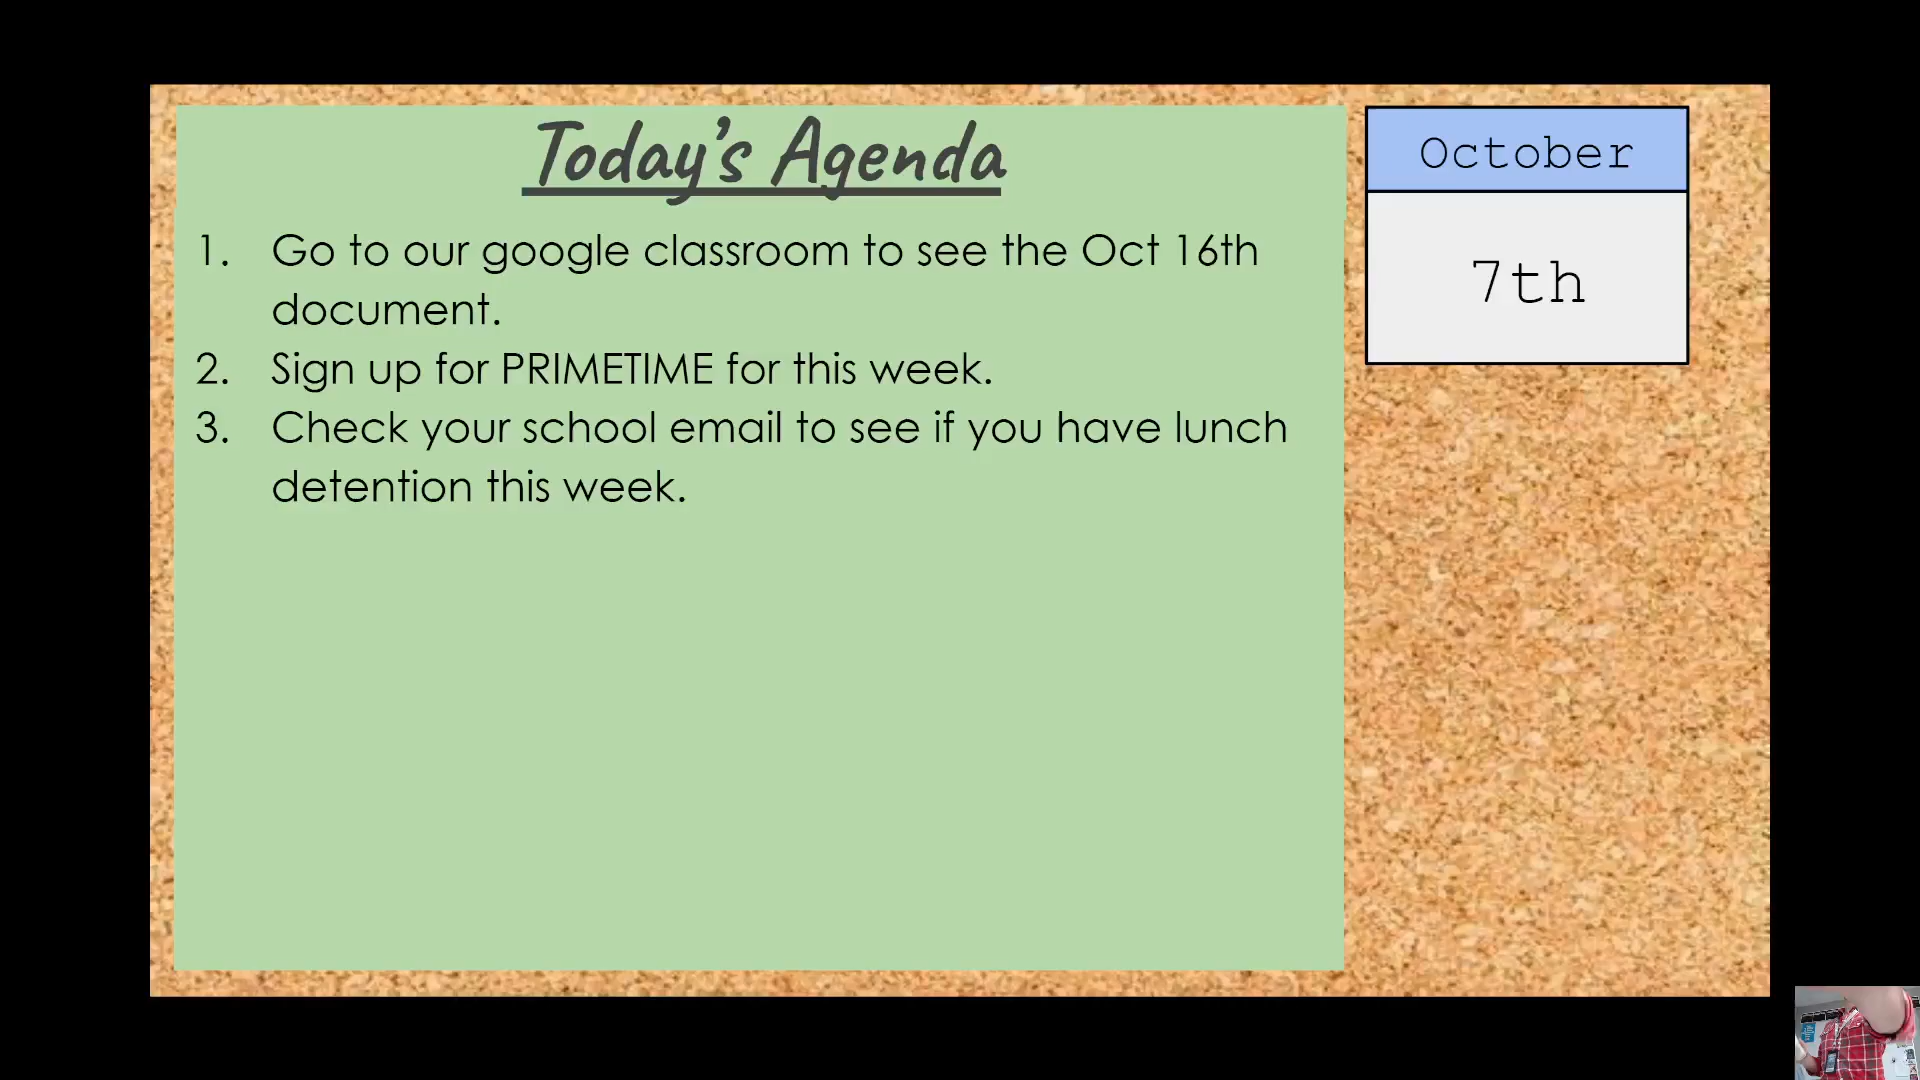 Today's Agenda
1. Go to our google classroom to see the Oct 16th
document.
2. Sign up for PRIMETIME for this week.
3. Check your school email to see if you have lunch
detention this week.
October
7th